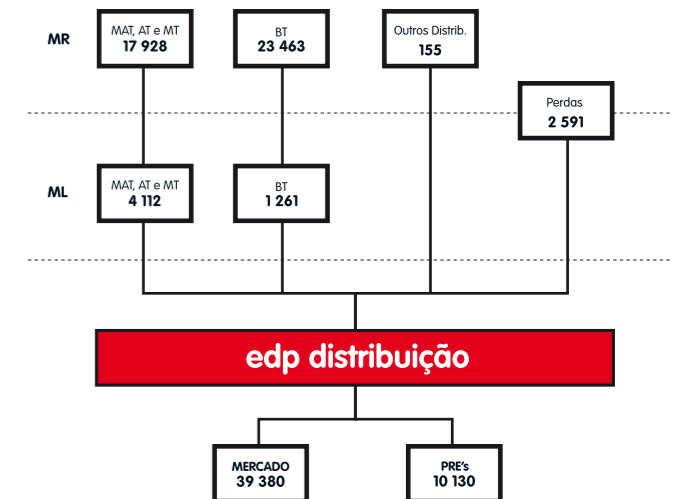 MR
MAT, AT e MT
17 928
BT
23 463
Outros Distrib.
155
Perdas
2 591
ML
MAT, AT e MT
4 112
BT
1 261
edp distribuição
MERCADO
39 380
PRE's
10 130